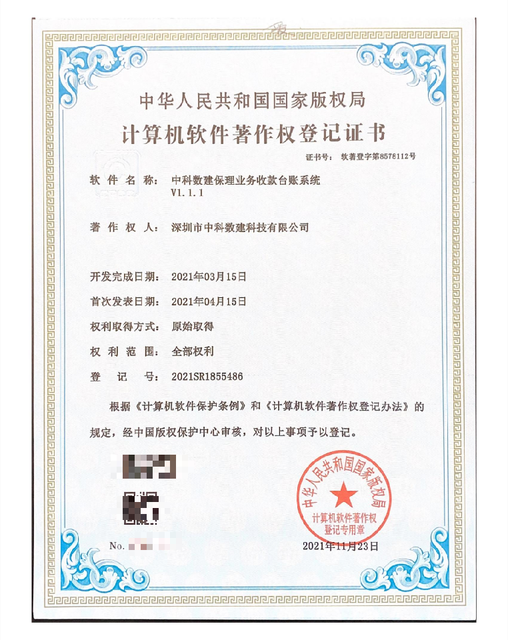 中华人民共和国国家版权局
计算机软件著作权登记证书
证书号： 软著登字第8578112号
软 件 名 称： 中科数建保理业务收款台账系统
V1.1.1
著 作 权 人： 深圳市中科数建科技有限公司
开发完成日期： 2021年03月15日
首次发表日期： 2021年04月15日
权利取得方式： 原始取得
权 利 范 围： 全部权利
登 记 号： 2021SR1855486
根据《计算机软件保护条例》和《计算机软件著作权登记办法》的
规定，经中国版权保护中心审核，对以上事项予以登记。
中华人民共和国国家版权局
计算机软件著作权
登记专用章
No.
2021年11月23日